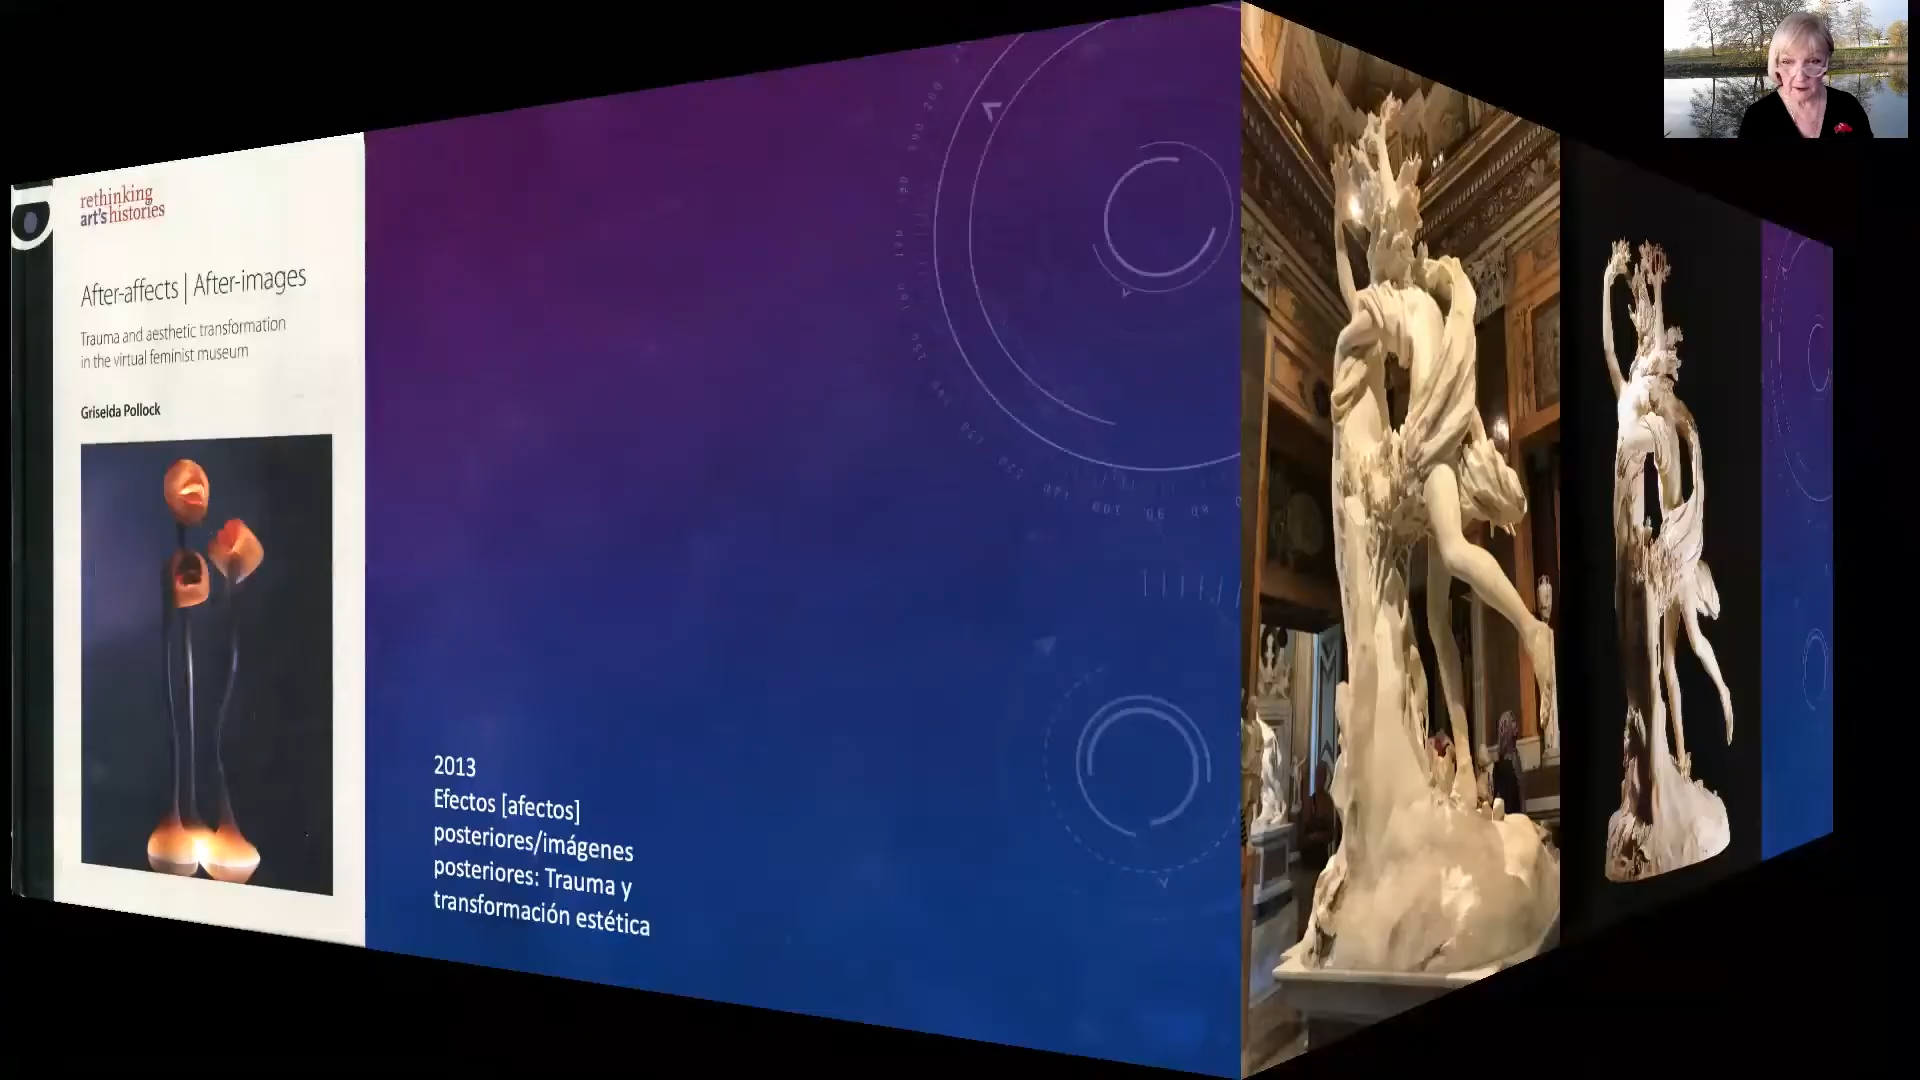 rethinking
art's histories
After-affects | After-images
Trauma and aesthetic transformation
in the virtual feminist museum
Griselda Pollock
2013
Efectos [afectos]
posteriores/imágenes
posteriores: Trauma y
transformación estética